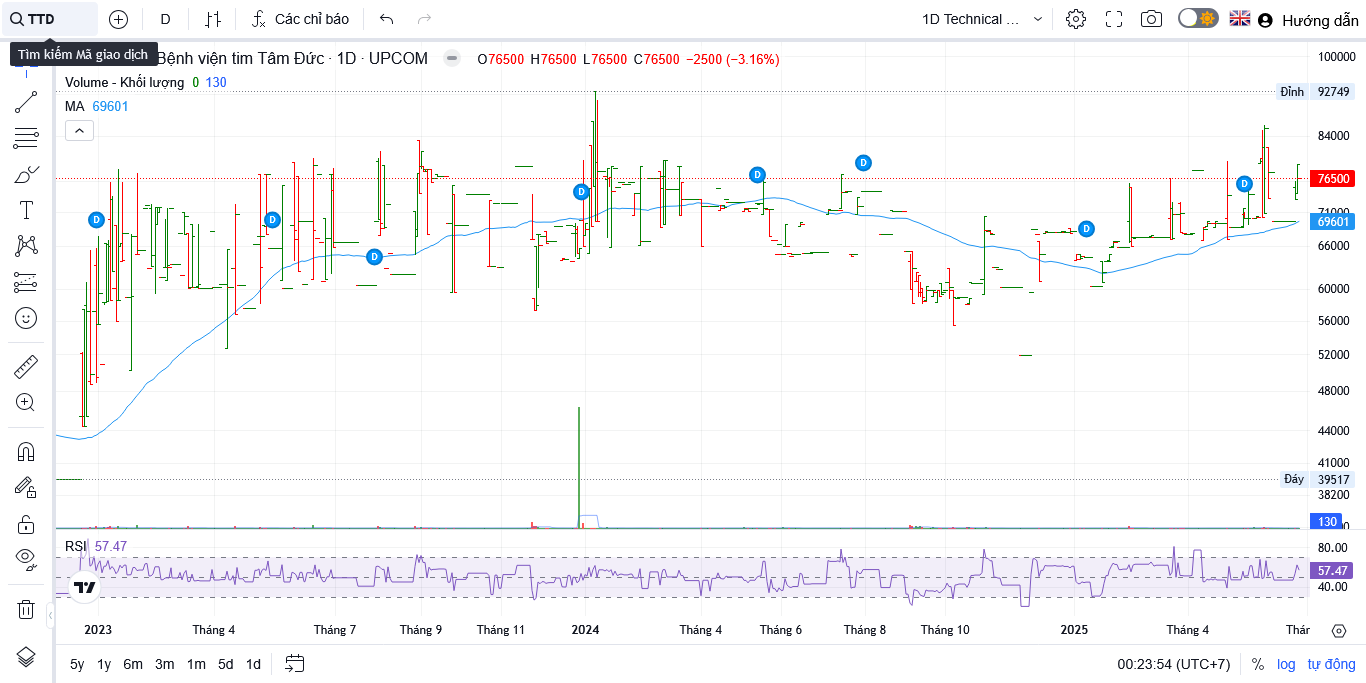 TTD
D
Các chỉ báo
1D Technical ...
Hướng dẫn
Tìm kiếm Mã giao dịch
Bệnh viện tim Tâm Đức · 1D · UPCOM
O76500 H76500 L76500 C76500 −2500 (−3.16%)
Volume - Khối lượng 0 130
MA 69601
100000
Đỉnh 92749
84000
76500
71000
69601
66000
60000
56000
52000
48000
44000
41000
Đáy 39517
38200
130
D
D
D
D
D
D
D
D
RSI 57.47
80.00
57.47
40.00
2023
Tháng 4
Tháng 7
Tháng 9
Tháng 11
2024
Tháng 4
Tháng 6
Tháng 8
Tháng 10
2025
Tháng 4
Thár
5y 1y 6m 3m 1m 5d 1d
00:23:54 (UTC+7)
% log tự động